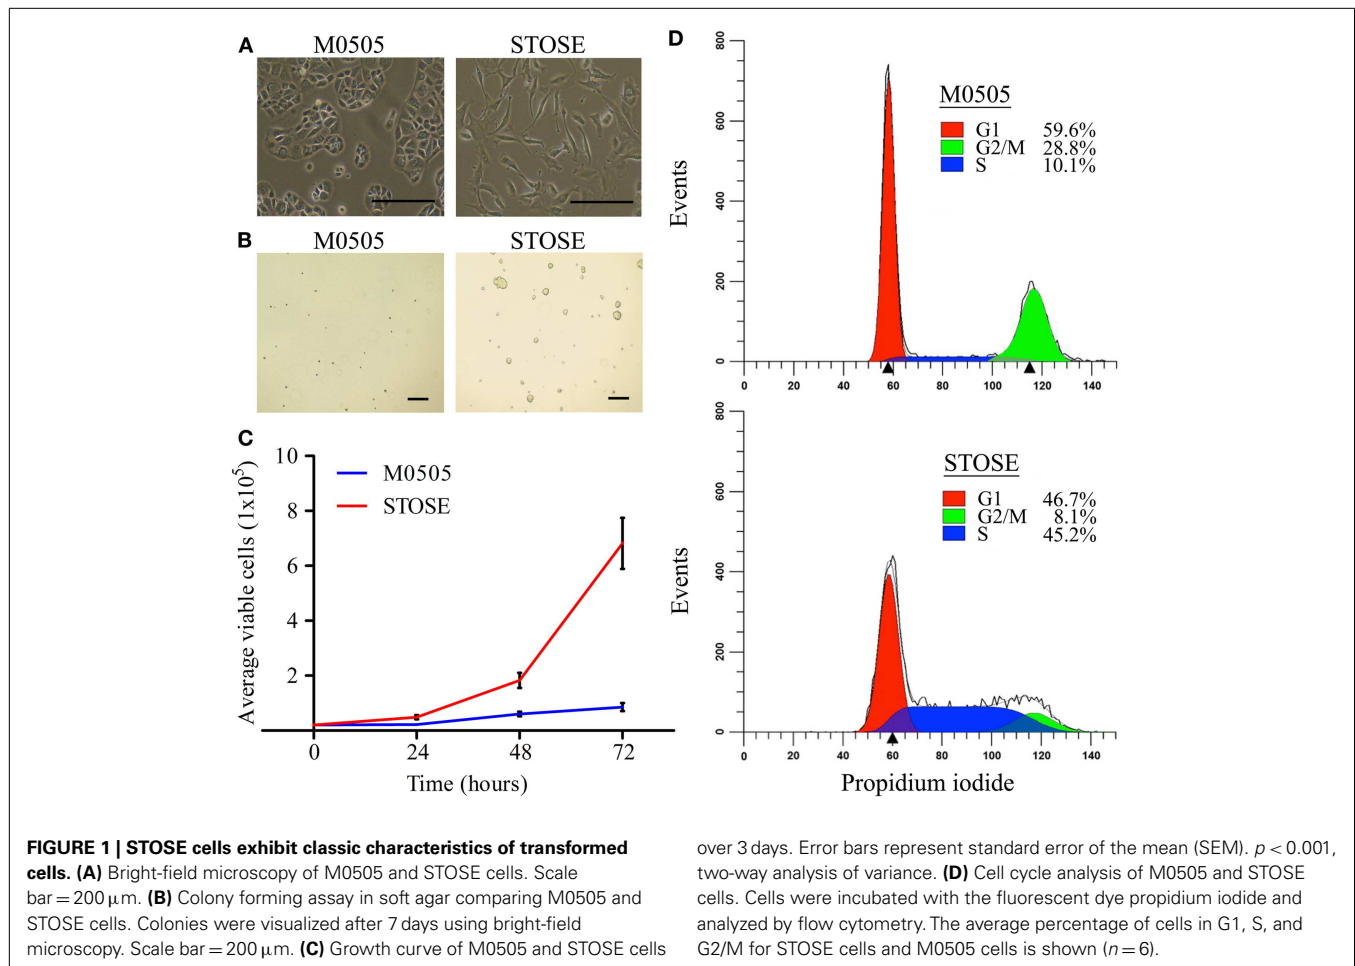 A
M0505
STOSE
B
M0505
STOSE
C
Average viable cells (1x10⁵)
10
8
6
4
2
M0505
STOSE
0
24
48
72
Time (hours)
D
Events
800
600
400
200
0
M0505
G1 59.6%
G2/M 28.8%
S 10.1%
0 20 40 60 80 100 120 140
Events
800
600
400
200
0
STOSE
G1 46.7%
G2/M 8.1%
S 45.2%
0 20 40 60 80 100 120 140
Propidium iodide
FIGURE 1 | STOSE cells exhibit classic characteristics of transformed
cells. (A) Bright-field microscopy of M0505 and STOSE cells. Scale
bar = 200 μm. (B) Colony forming assay in soft agar comparing M0505 and
STOSE cells. Colonies were visualized after 7 days using bright-field
microscopy. Scale bar = 200 μm. (C) Growth curve of M0505 and STOSE cells
over 3 days. Error bars represent standard error of the mean (SEM). p < 0.001,
two-way analysis of variance. (D) Cell cycle analysis of M0505 and STOSE
cells. Cells were incubated with the fluorescent dye propidium iodide and
analyzed by flow cytometry. The average percentage of cells in G1, S, and
G2/M for STOSE cells and M0505 cells is shown (n = 6).